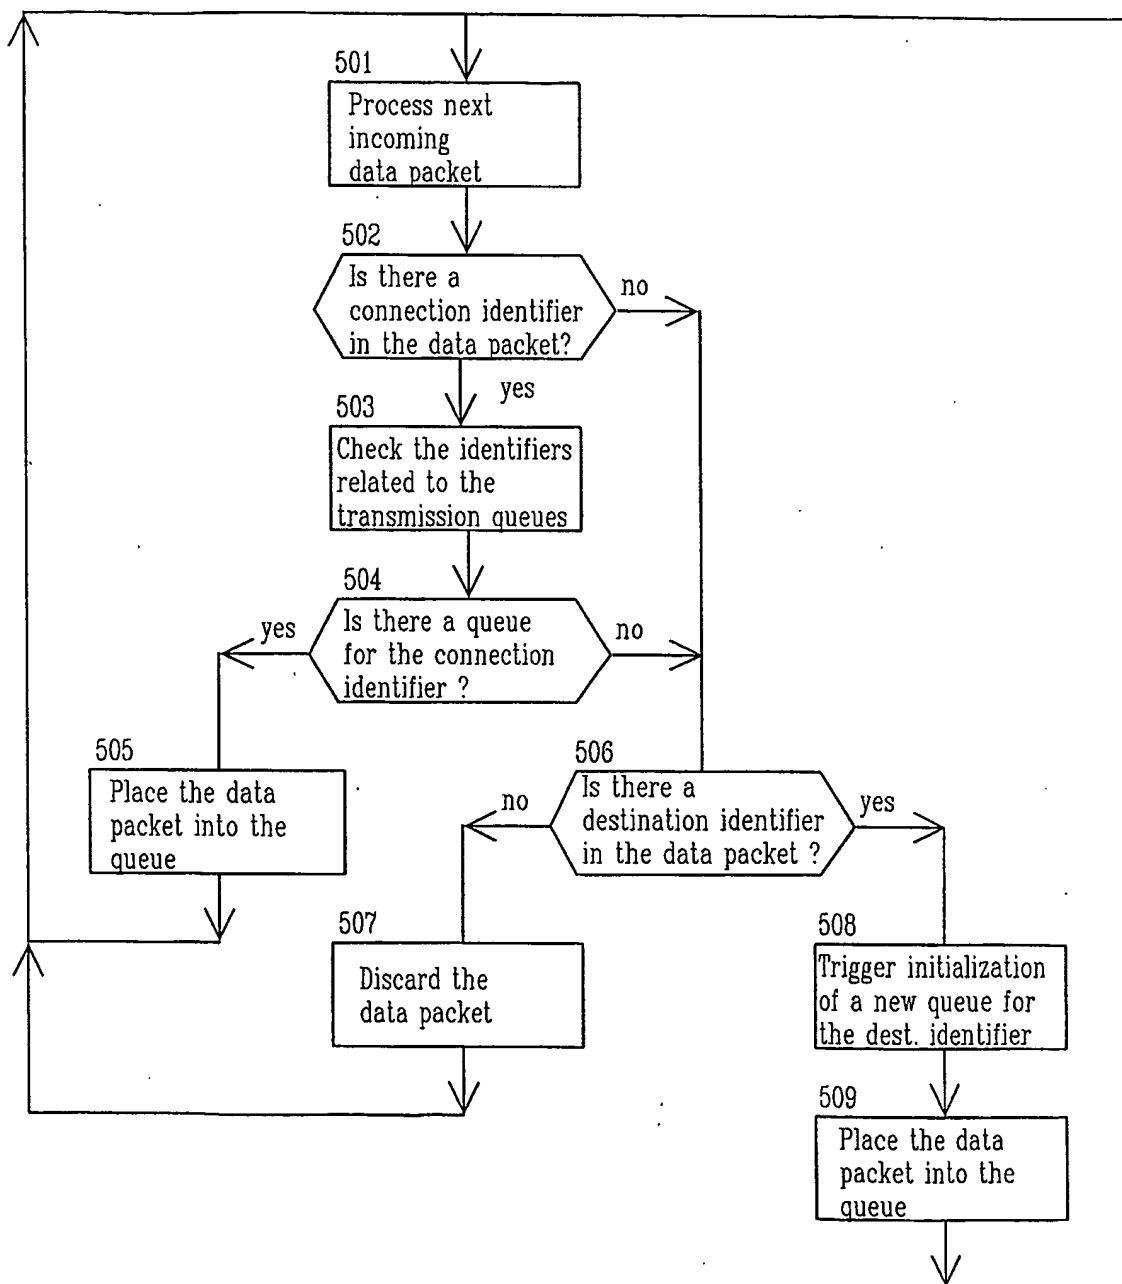 501
Process next
incoming
data packet
502
Is there a
connection identifier
in the data packet?
no
yes
503
Check the identifiers
related to the
transmission queues
504
Is there a queue
for the connection
identifier ?
yes
no
505
Place the data
packet into the
queue
506
Is there a
destination identifier
in the data packet ?
no
yes
507
Discard the
data packet
508
Trigger initialization
of a new queue for
the dest. identifier
509
Place the data
packet into the
queue